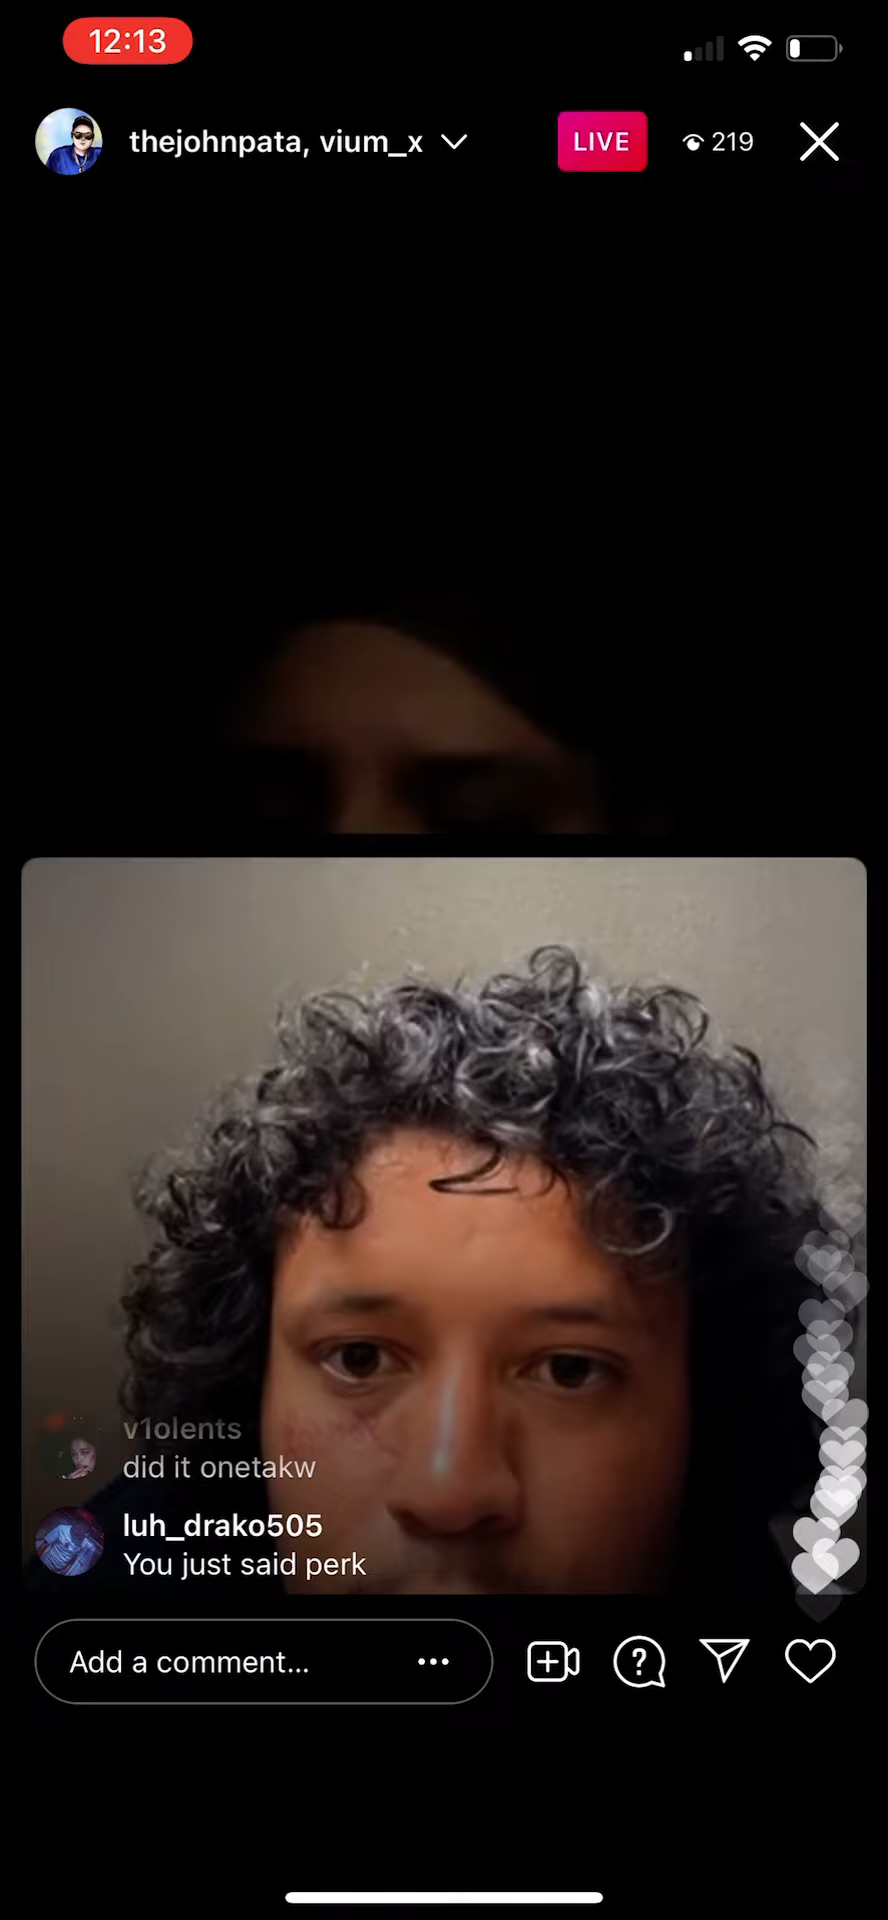 12:13
thejohnpata, vium_x
LIVE
219
v1olents
did it onetakw
luh_drako505
You just said perk
Add a comment...